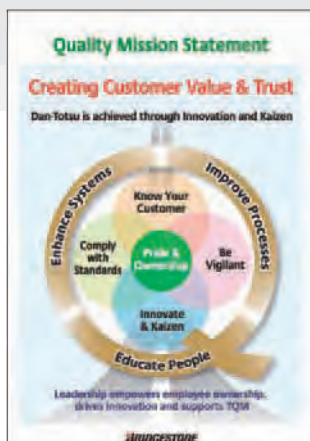 Quality Mission Statement
Creating Customer Value & Trust
Dan-Totsu is achieved through Innovation and Kaizen
Enhance Systems
Improve Processes
Know Your
Customer
Comply
with
Standards
Pride &
Ownership
Be
Vigilant
Innovate
& Kaizen
Educate People
Leadership empowers employee ownership,
drives innovation and supports TQM
BRIDGESTONE